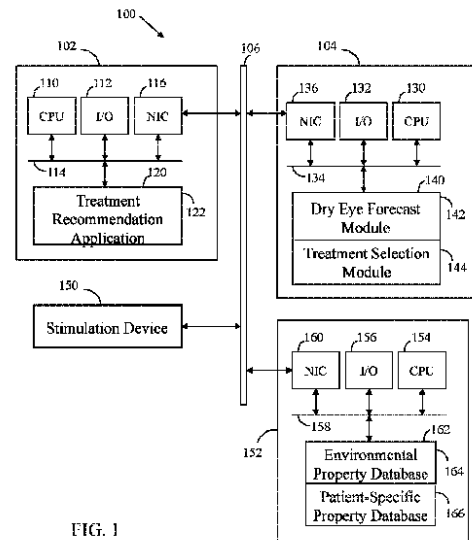 100
102
106
104
110
112
116
136
132
130
CPU
I/O
NIC
NIC
I/O
CPU
114
120
134
140
Treatment
Recommendation
Application
122
Dry Eye Forecast
Module
142
Treatment Selection
Module
144
150
Stimulation Device
160
156
154
NIC
I/O
CPU
152
158
162
Environmental
Property Database
164
Patient-Specific
Property Database
166
FIG. 1